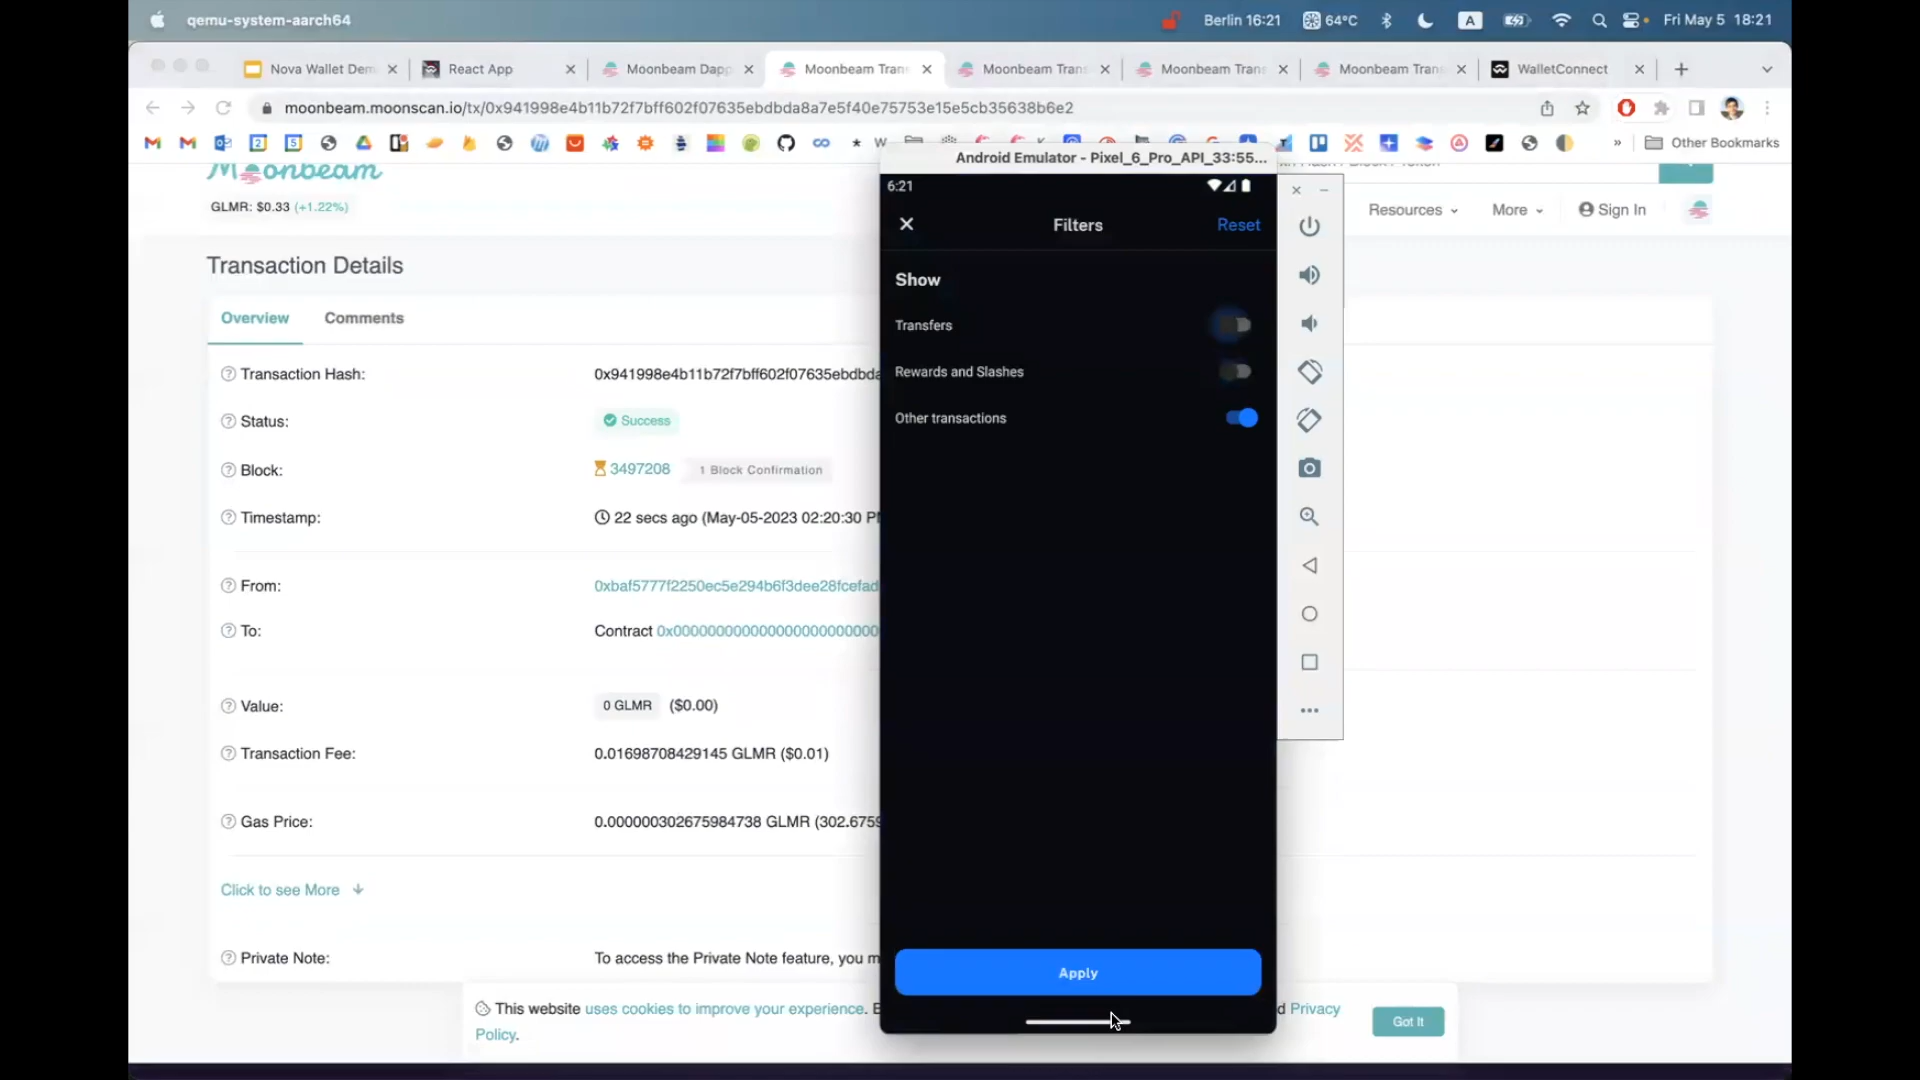 qemu-system-aarch64
Berlin 16:21
64°C
A
Fri May 5 18:21
Nova Wallet Dem
React App
Moonbeam Dapp
Moonbeam Tran
Moonbeam Tran
Moonbeam Tran
Moonbeam Tran
WalletConnect
moonbeam.moonscan.io/tx/0x941998e4b11b72f7bff602f07635ebdbda8a7e5f40e75753e15e5cb35638b6e2
Other Bookmarks
Moonbeam
GLMR: $0.33 (+1.22%)
Resources
More
Sign In
Transaction Details
Overview
Comments
Transaction Hash:
0x941998e4b11b72f7bff602f07635ebdbda
Status:
Success
Block:
3497208
1 Block Confirmation
Timestamp:
22 secs ago (May-05-2023 02:20:30 P
From:
0xbaf5777f2250ec5e294b6f3dee28fcefad
To:
Contract 0x0000000000000000000000000
Value:
0 GLMR ($0.00)
Transaction Fee:
0.01698708429145 GLMR ($0.01)
Gas Price:
0.000000302675984738 GLMR (302.6759
Click to see More
Private Note:
To access the Private Note feature, you m
This website uses cookies to improve your experience.
d Privacy
Policy.
Got It
Android Emulator - Pixel_6_Pro_API_33:55...
6:21
Filters
Reset
Show
Transfers
Rewards and Slashes
Other transactions
Apply